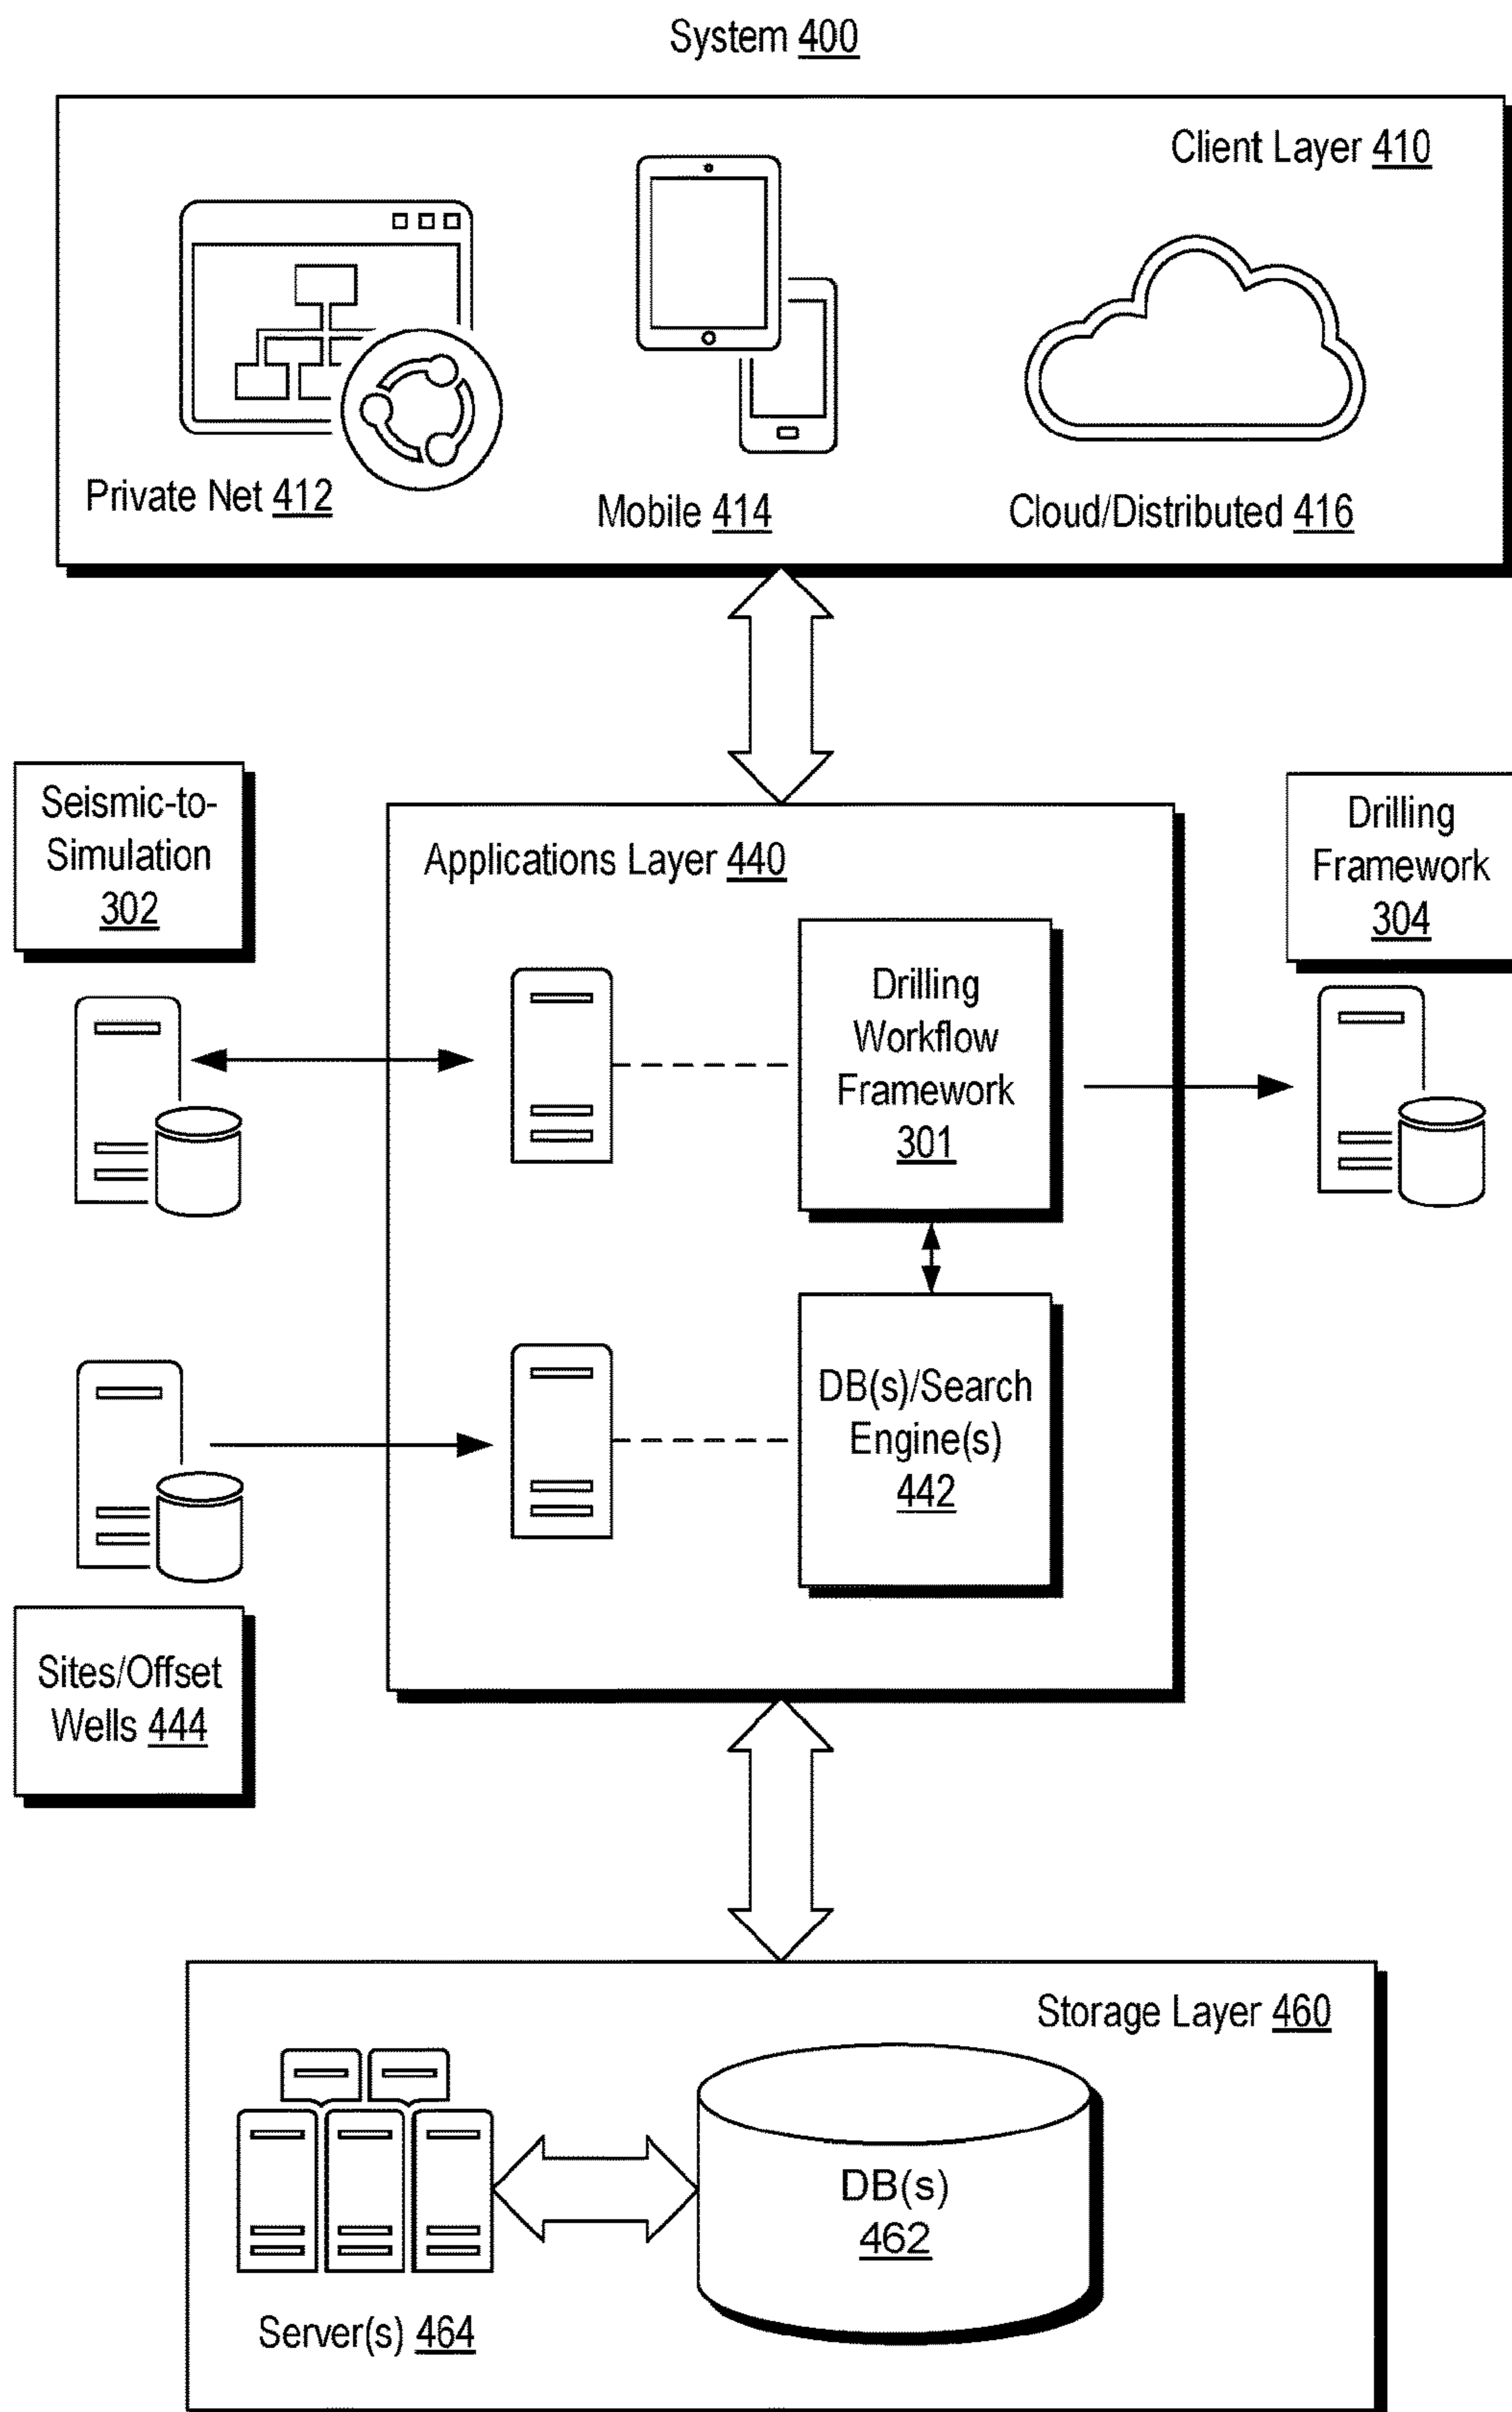 System 400
Client Layer 410
Private Net 412
Mobile 414
Cloud/Distributed 416
Seismic-to-
Simulation
302
Applications Layer 440
Drilling
Framework
304
Drilling
Workflow
Framework
301
DB(s)/Search
Engine(s)
442
Sites/Offset
Wells 444
Storage Layer 460
DB(s)
462
Server(s) 464